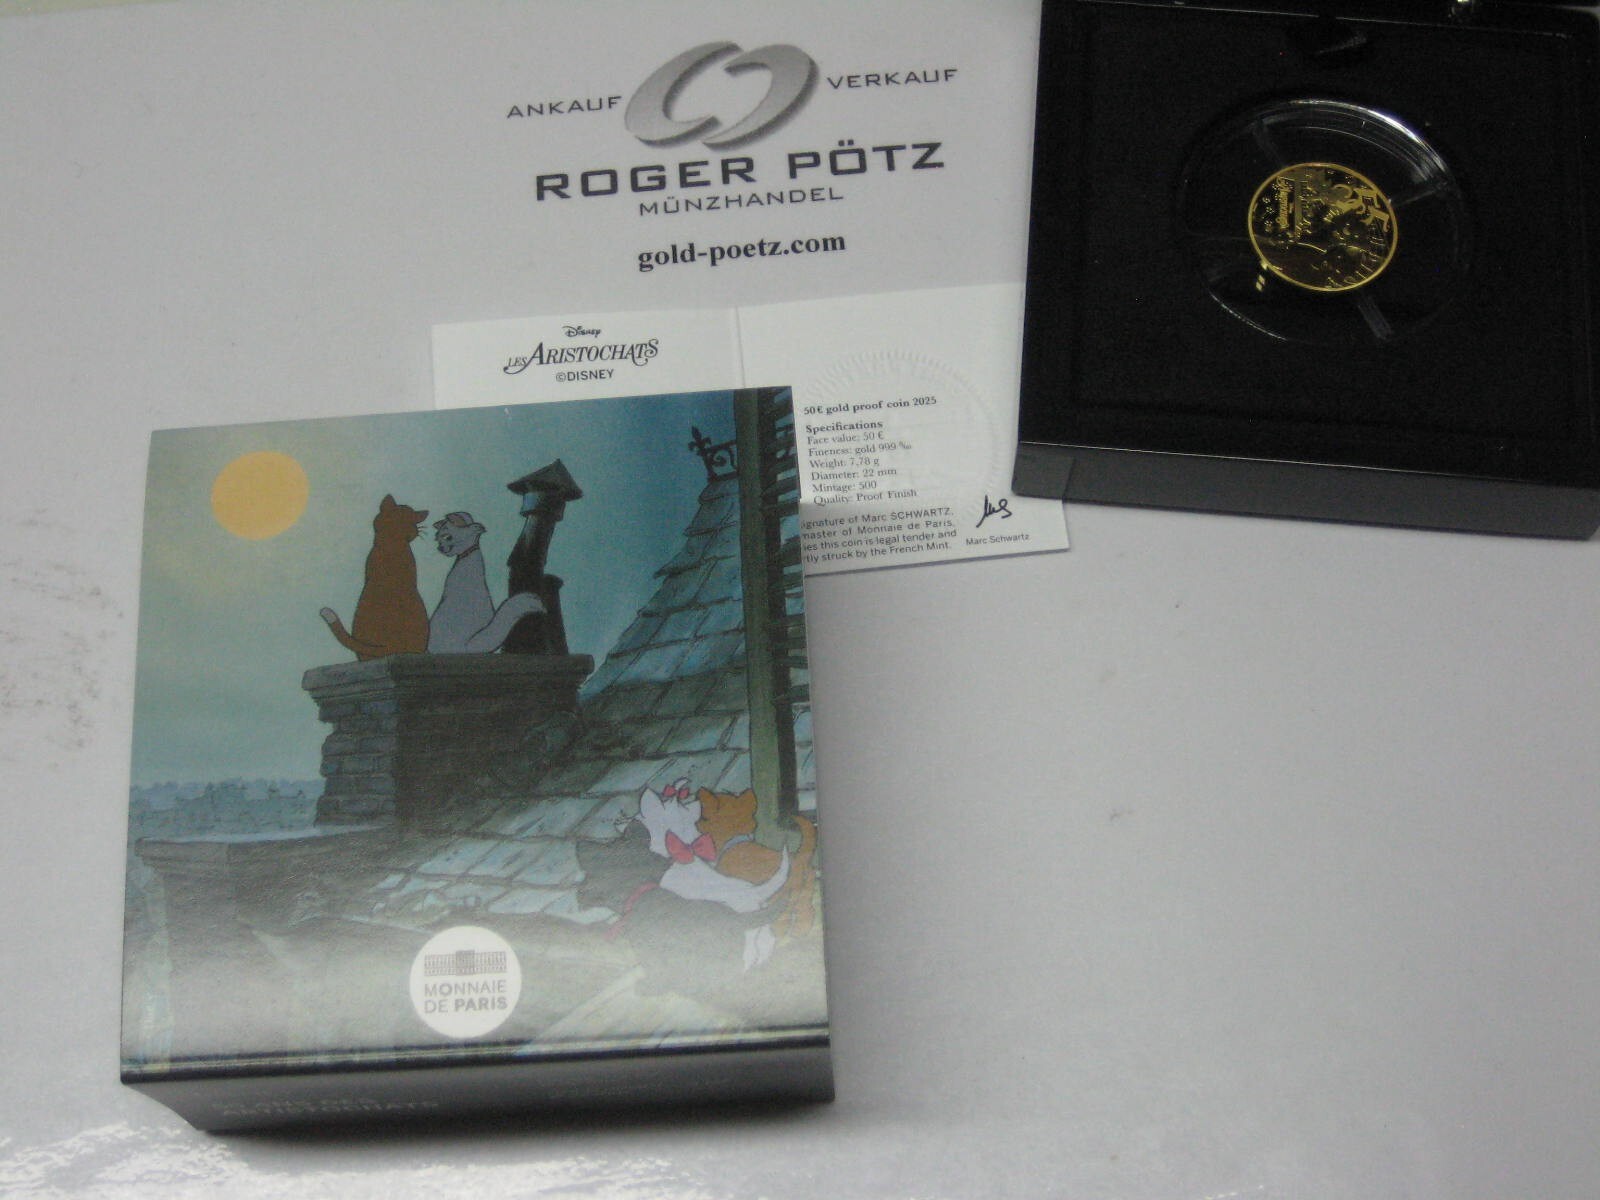 ANKAUF VERKAUF
ROGER PÖTZ
MÜNZHANDEL
gold-poetz.com
Disney
LES ARISTOCHATS
©DISNEY
50€ gold proof coin 2025
Specifications
Face value: 50 €
Fineness: gold 999 ‰
Weight: 7,78 g
Diameter: 22 mm
Mintage: 500
Quality: Proof Finish
of Marc SCHWARTZ,
of Monnaie de Paris,
this coin is legal tender and
struck by the French Mint.
Marc Schwartz
MONNAIE
DE PARIS
ARISTOCHATS